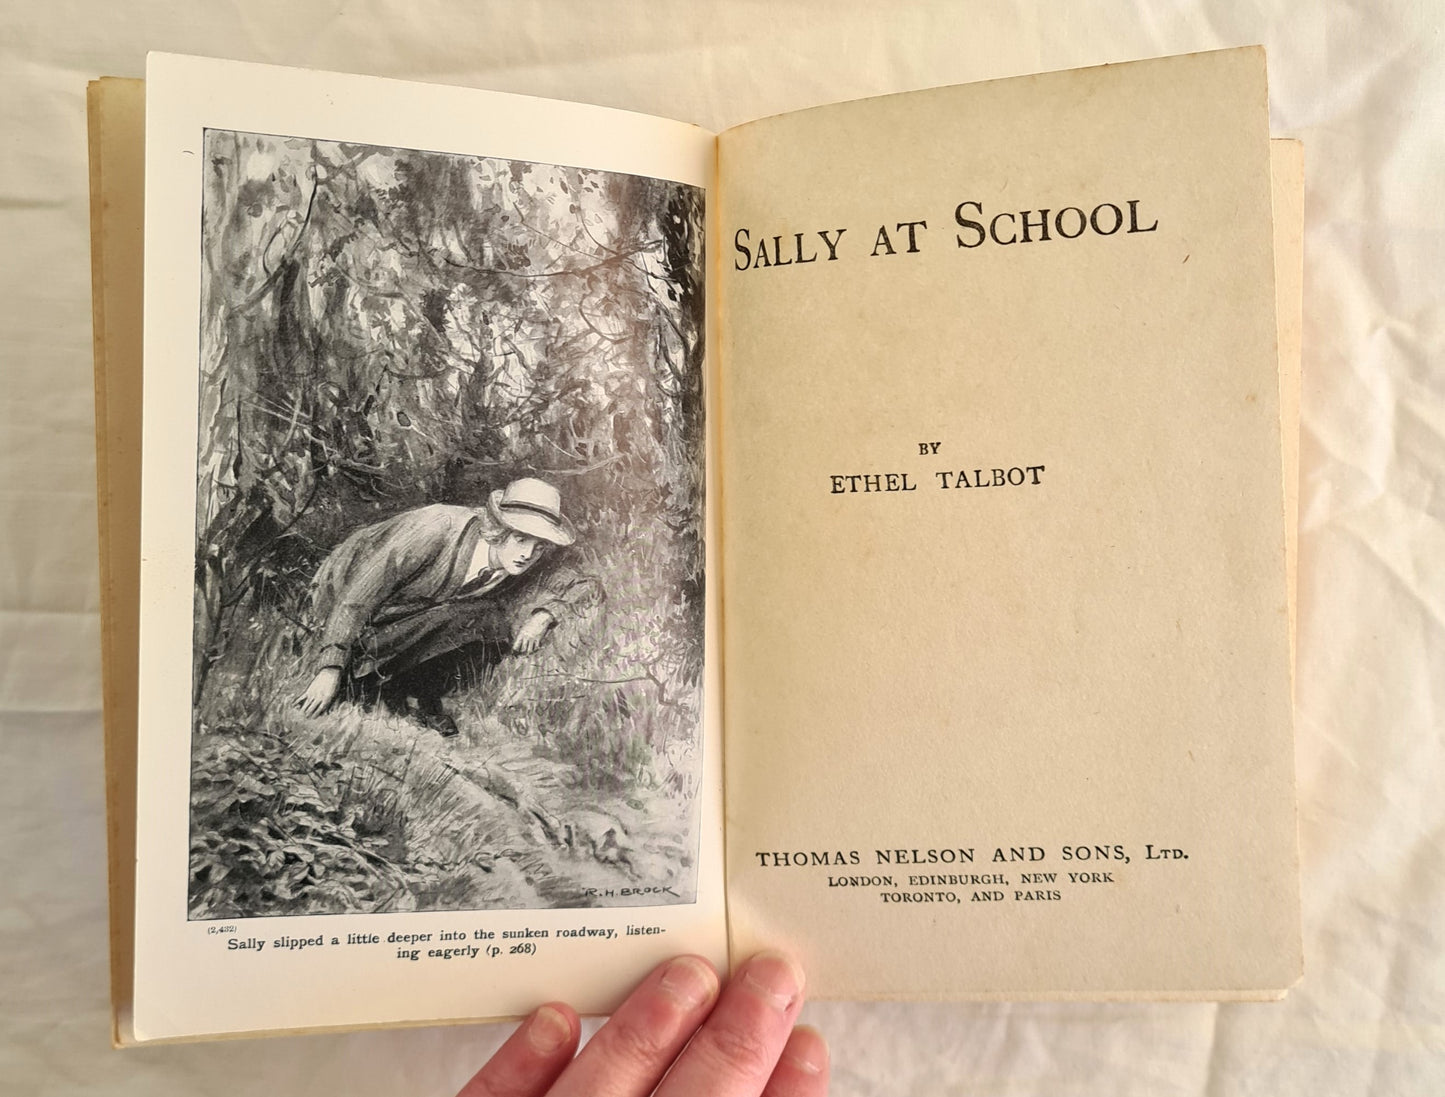 R. H. BROCK
(2,432)
Sally slipped a little deeper into the sunken roadway, listen-
ing eagerly (p. 268)
SALLY AT SCHOOL
BY
ETHEL TALBOT
THOMAS NELSON AND SONS, LTD.
LONDON, EDINBURGH, NEW YORK
TORONTO, AND PARIS